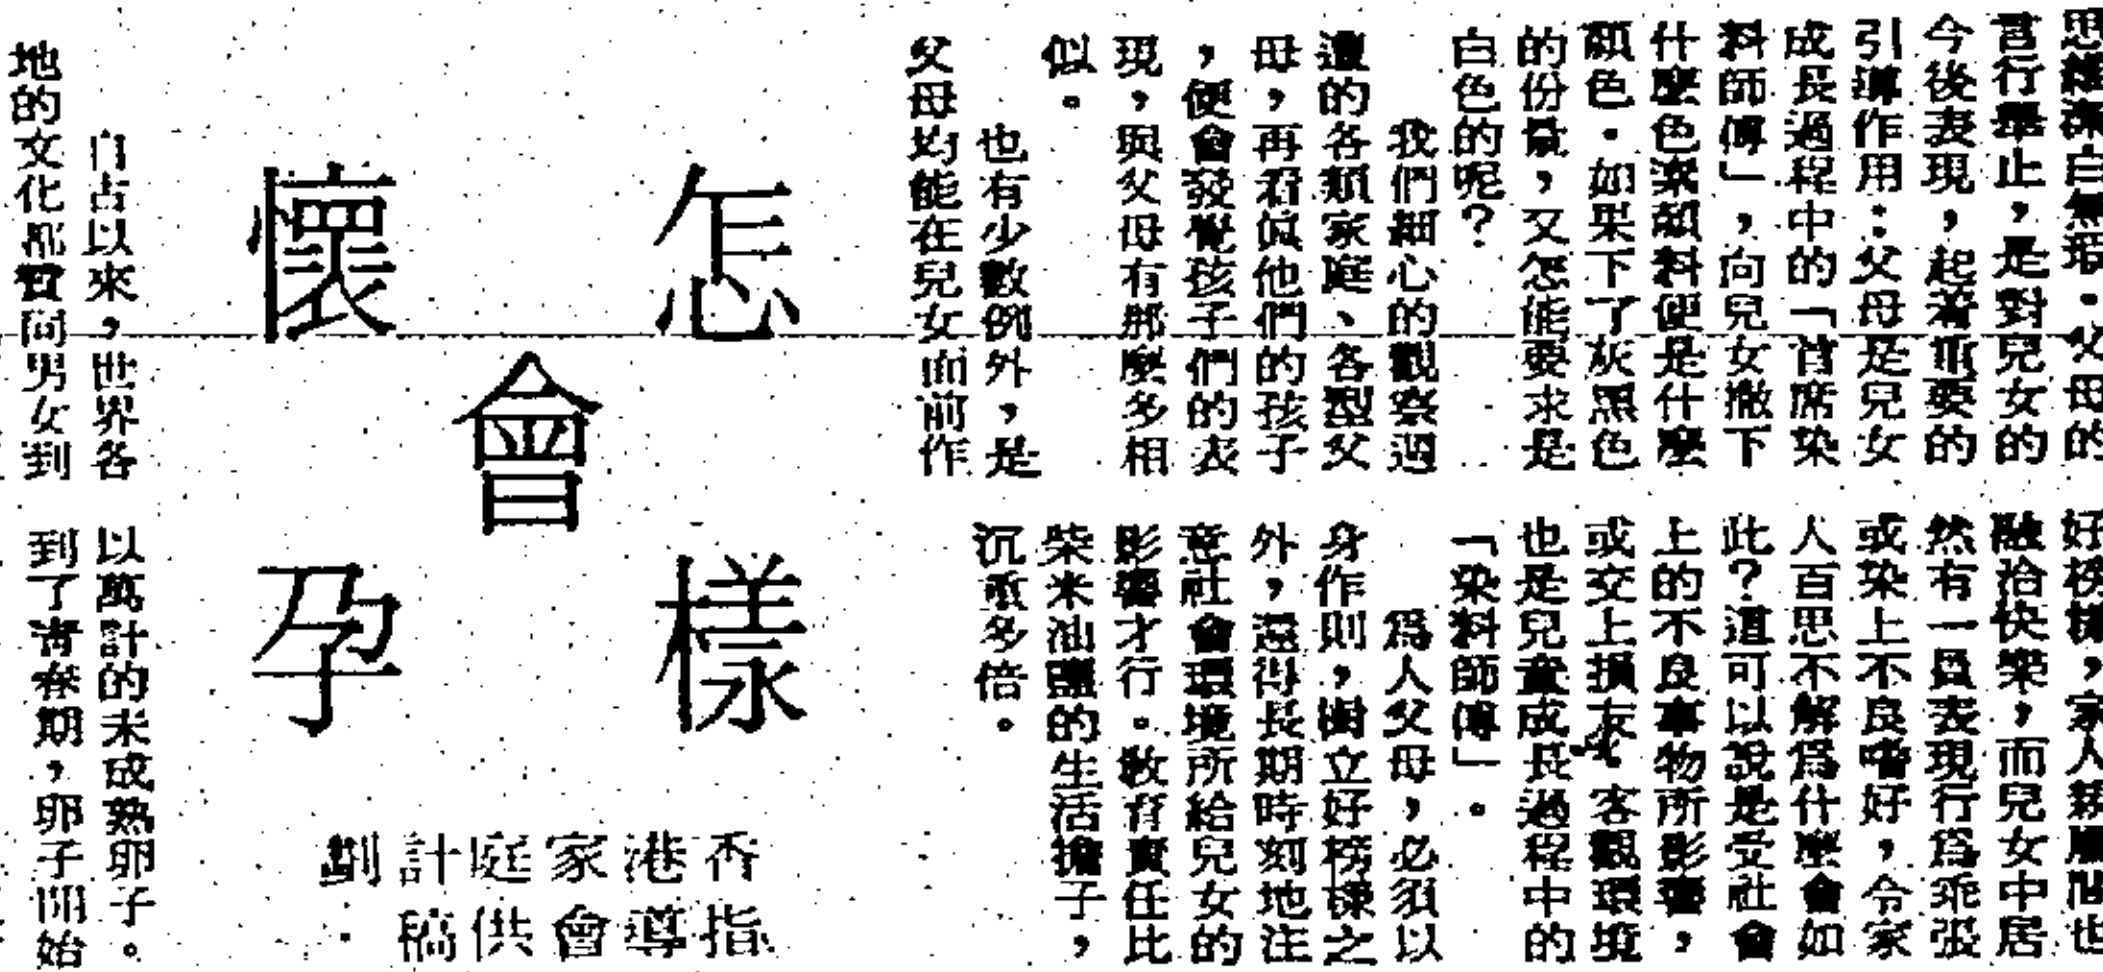 思維潔白無瑕。父母的
言行舉止，是對兒女的
今後表現，起着重要的
引導作用；父母是兒女
成長過程中的「首席染
料師傅」，向兒女撒下
什麼色素顏料便是什麼
顏色。如果下了灰黑色
的份量，又怎能要求是
白色的呢？
我們細心的觀察週
遭的各類家庭、各型父
母，再看似他們的孩子
，便會發覺孩子們的表
現，與父母有那麼多相
似。
也有少數例外，是
父母均能在兒女面前作
好榜樣，家人親屬間也
融洽快樂，而兒女中居
然有一員表現行爲乖張
或染上不良嗜好，令家
人百思不解爲什麼會如
此？這可以說是受社會
上的不良事物所影響，
或交上損友。客觀環境
也是兒童成長過程中的
「染料師傅」。
爲人父母，必須以
身作則，樹立好榜樣之
外，還得長期時刻地注
意社會環境所給兒女的
影響才行。教育責任比
柴米油鹽的生活擔子，
沉重多倍。
怎樣
會
懷孕
香港家庭計劃
指導會供稿
自古以來，世界各
地的文化都曾向男女到
以萬計的未成熟卵子。
到了青春期，卵子開始